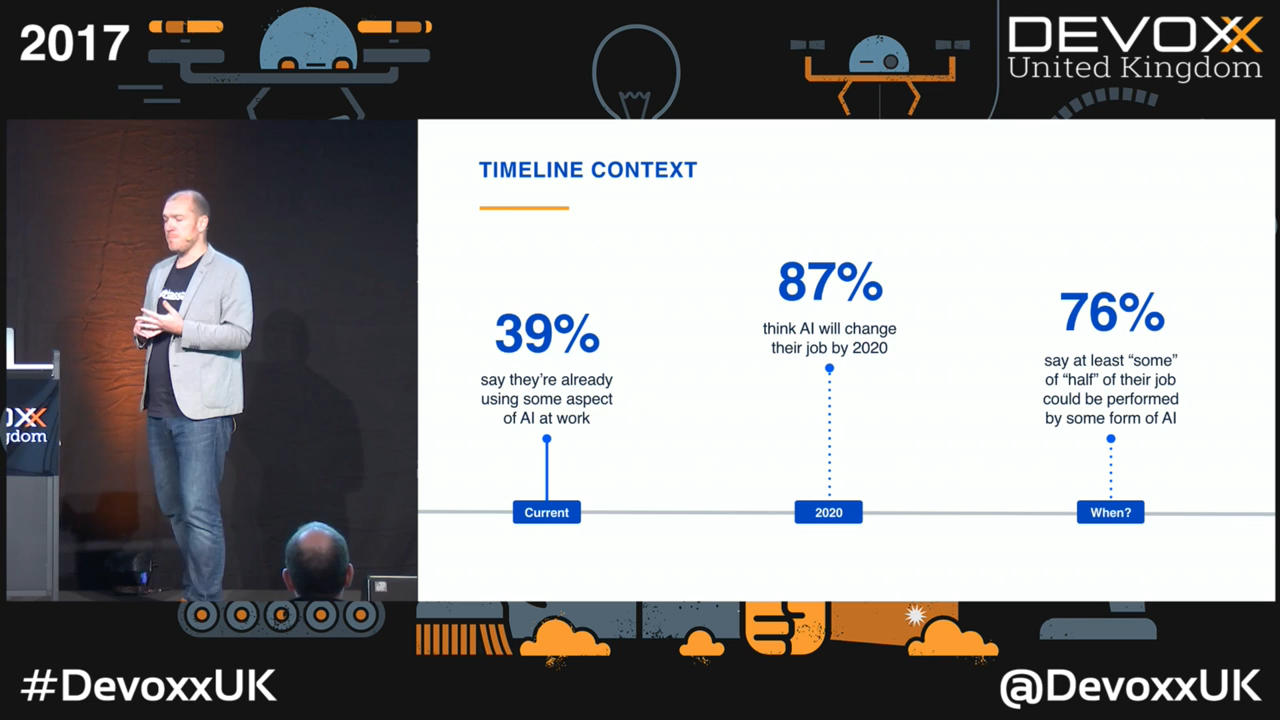 2017
DEVOXX
United Kingdom
TIMELINE CONTEXT
39%
say they're already
using some aspect
of AI at work
Current
87%
think AI will change
their job by 2020
2020
76%
say at least “some”
of “half” of their job
could be performed
by some form of AI
When?
#DevoxxUK
@DevoxxUK